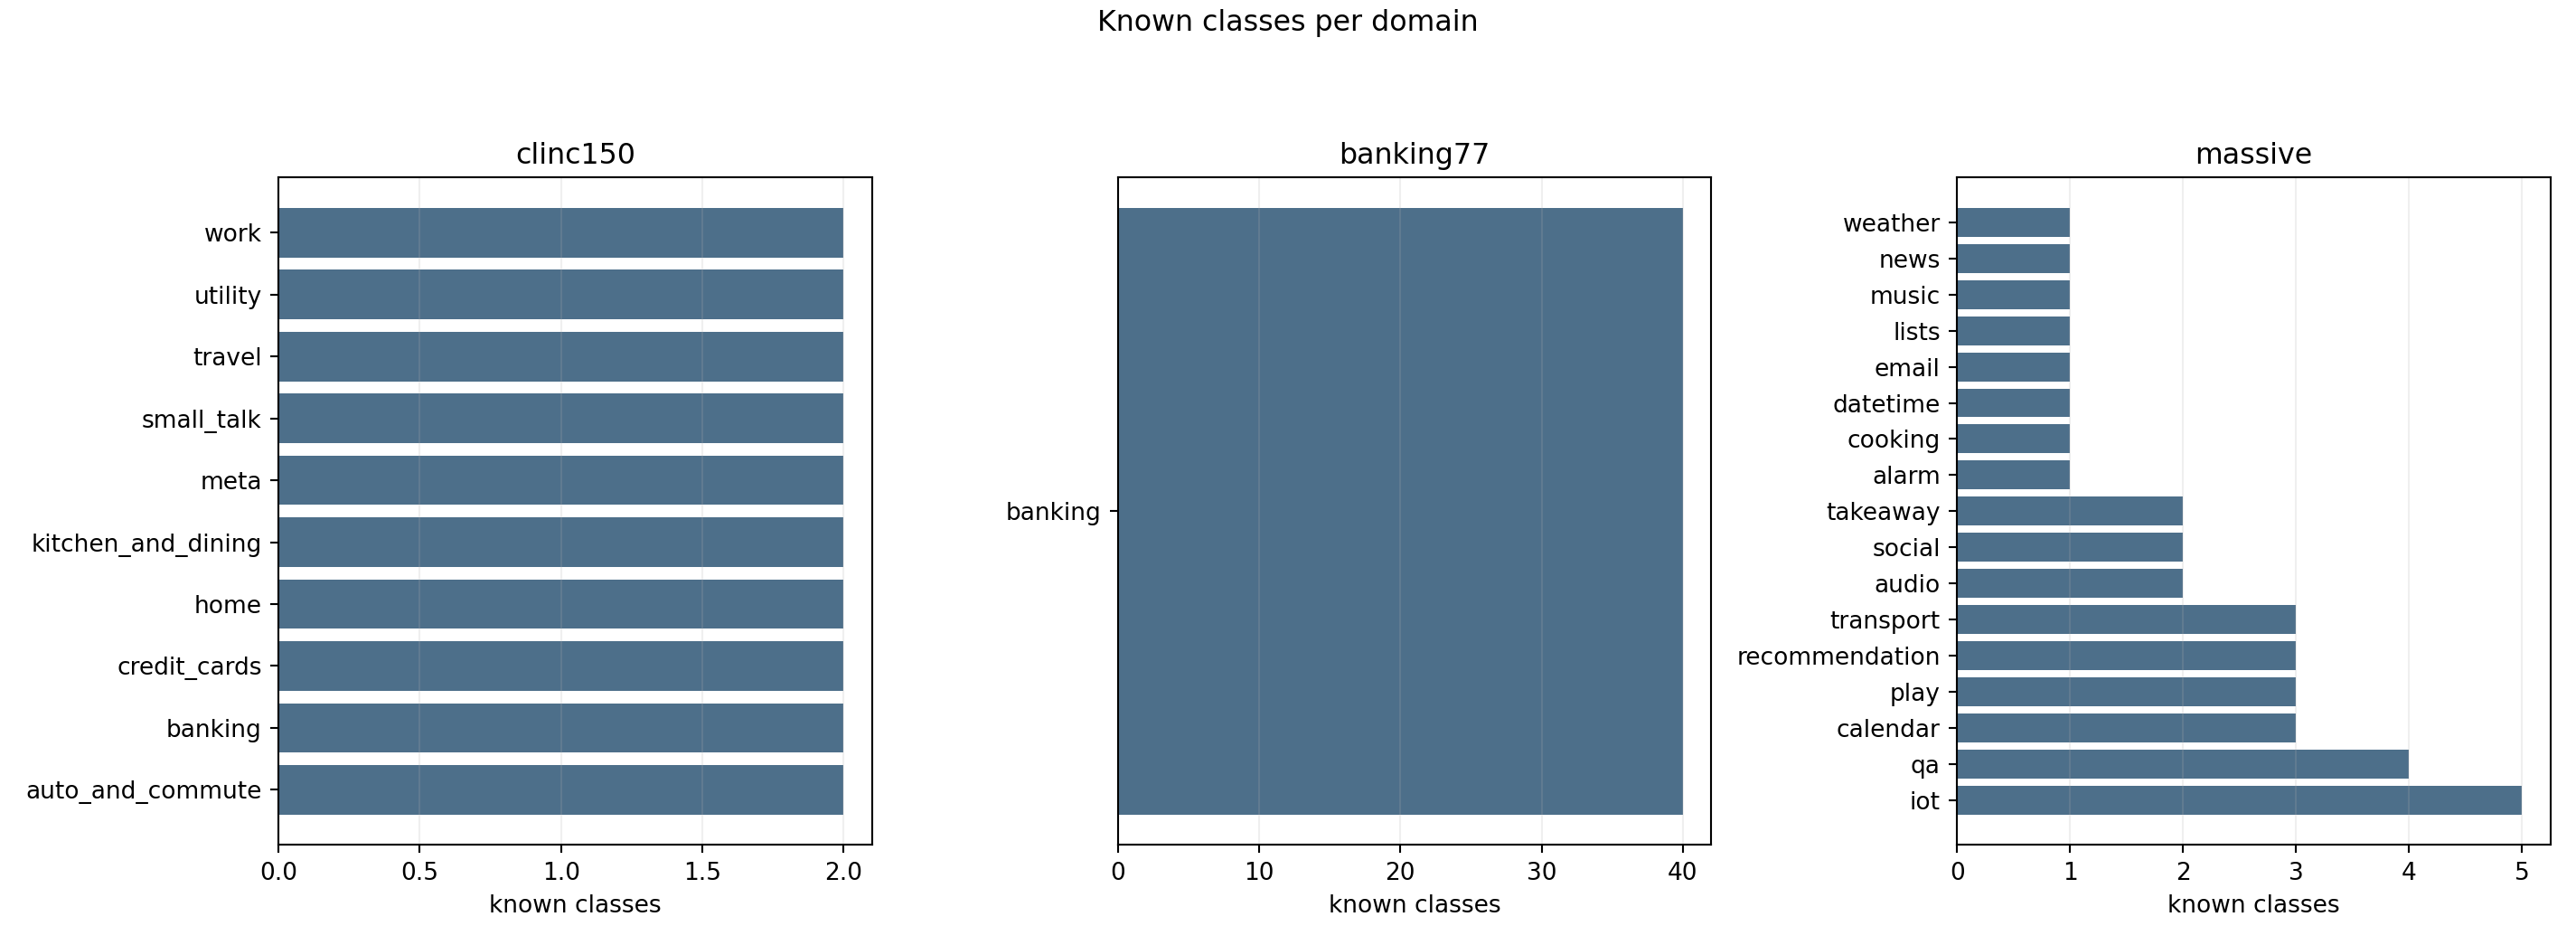 Known classes per domain
clinc150
work
utility
travel
small_talk
meta
kitchen_and_dining
home
credit_cards
banking
auto_and_commute
0.0 0.5 1.0 1.5 2.0
known classes
banking77
banking
0 10 20 30 40
known classes
massive
weather
news
music
lists
email
datetime
cooking
alarm
takeaway
social
audio
transport
recommendation
play
calendar
qa
iot
0 1 2 3 4 5
known classes